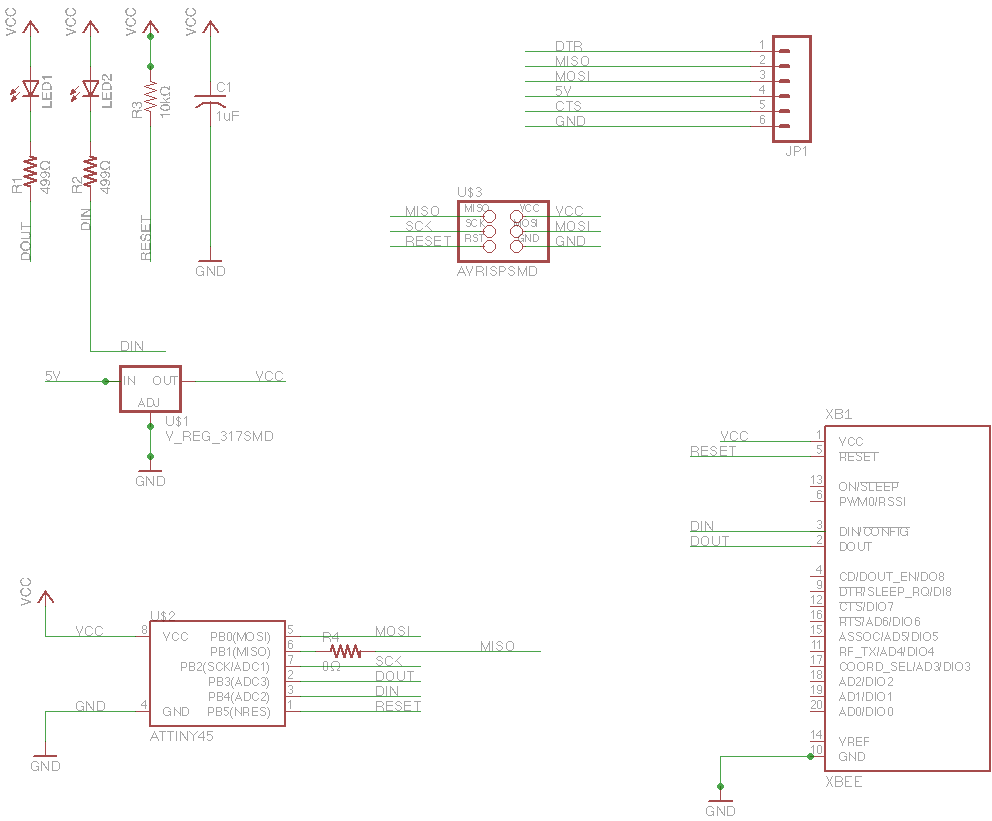 VCC
VCC
VCC
VCC
LED1
LED2
R3
10kΩ
C1
1uF
R1
499Ω
R2
499Ω
DOUT
DIN
RESET
GND
DTR 1
MISO 2
MOSI 3
5V 4
CTS 5
GND 6
JP1
U$3
MISO MISO VCC VCC
SCK SCK MOSI MOSI
RESET RST GND GND
AVRISPSMD
DIN
5V IN OUT VCC
ADJ
U$1
V_REG_317SMD
GND
XB1
VCC 1 VCC
RESET 5 RESET
13 ON/SLEEP
6 PWM0/RSSI
DIN 3 DIN/CONFIG
DOUT 2 DOUT
4 CD/DOUT_EN/DO8
9 DTR/SLEEP_RQ/DI8
12 CTS/DIO7
16 RTS/AD6/DIO6
15 ASSOC/AD5/DIO5
11 RF_TX/AD4/DIO4
17 COORD_SEL/AD3/DIO3
18 AD2/DIO2
19 AD1/DIO1
20 AD0/DIO0
14 VREF
10 GND
XBEE
GND
VCC
U$2
VCC 8 VCC PB0(MOSI) 5 MOSI
PB1(MISO) 6 R4 0Ω MISO
PB2(SCK/ADC1) 7 SCK
PB3(ADC3) 2 DOUT
PB4(ADC2) 3 DIN
GND 4 GND PB5(NRES) 1 RESET
ATTINY45
GND